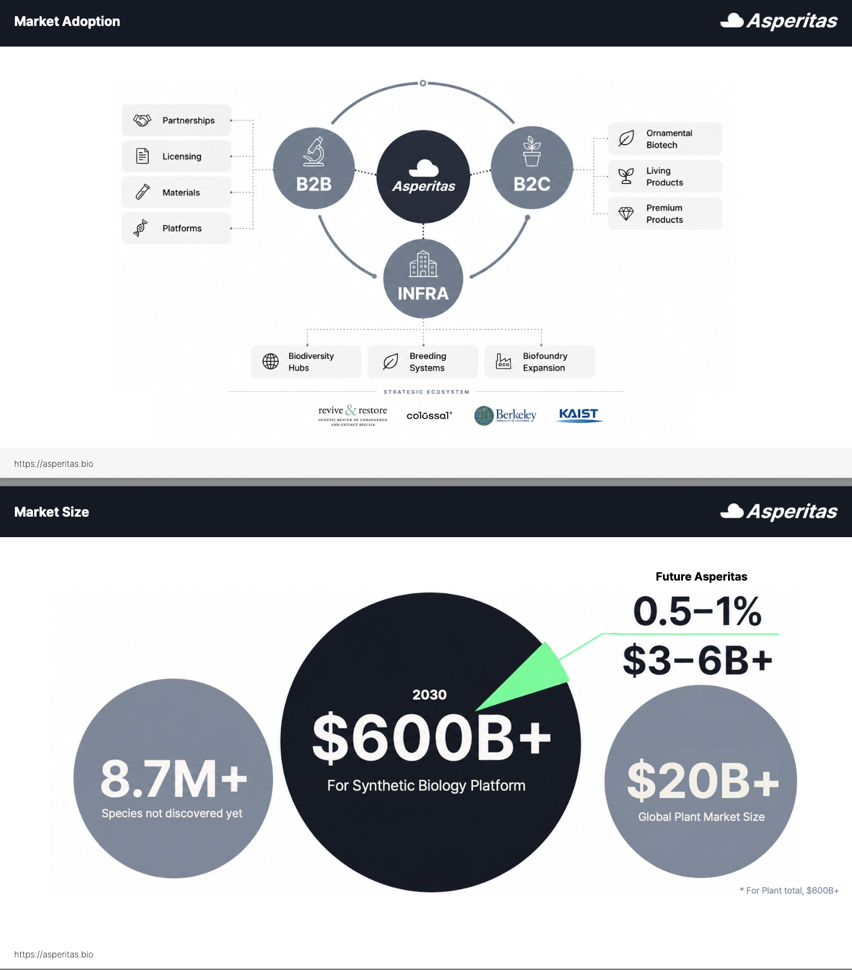 Market Adoption
Asperitas
Partnerships
Licensing
Materials
Platforms
B2B
Asperitas
B2C
Ornamental
Biotech
Living
Products
Premium
Products
INFRA
Biodiversity
Hubs
Breeding
Systems
Biofoundry
Expansion
STRATEGIC ECOSYSTEM
revive & restore
GENETIC RESCUE OF ENDANGERED
AND EXTINCT SPECIES
colossal
Berkeley
UNIVERSITY OF CALIFORNIA
KAIST
https://asperitas.bio
Market Size
Asperitas
Future Asperitas
0.5–1%
$3–6B+
2030
$600B+
For Synthetic Biology Platform
8.7M+
Species not discovered yet
$20B+
Global Plant Market Size
* For Plant total, $600B+
https://asperitas.bio